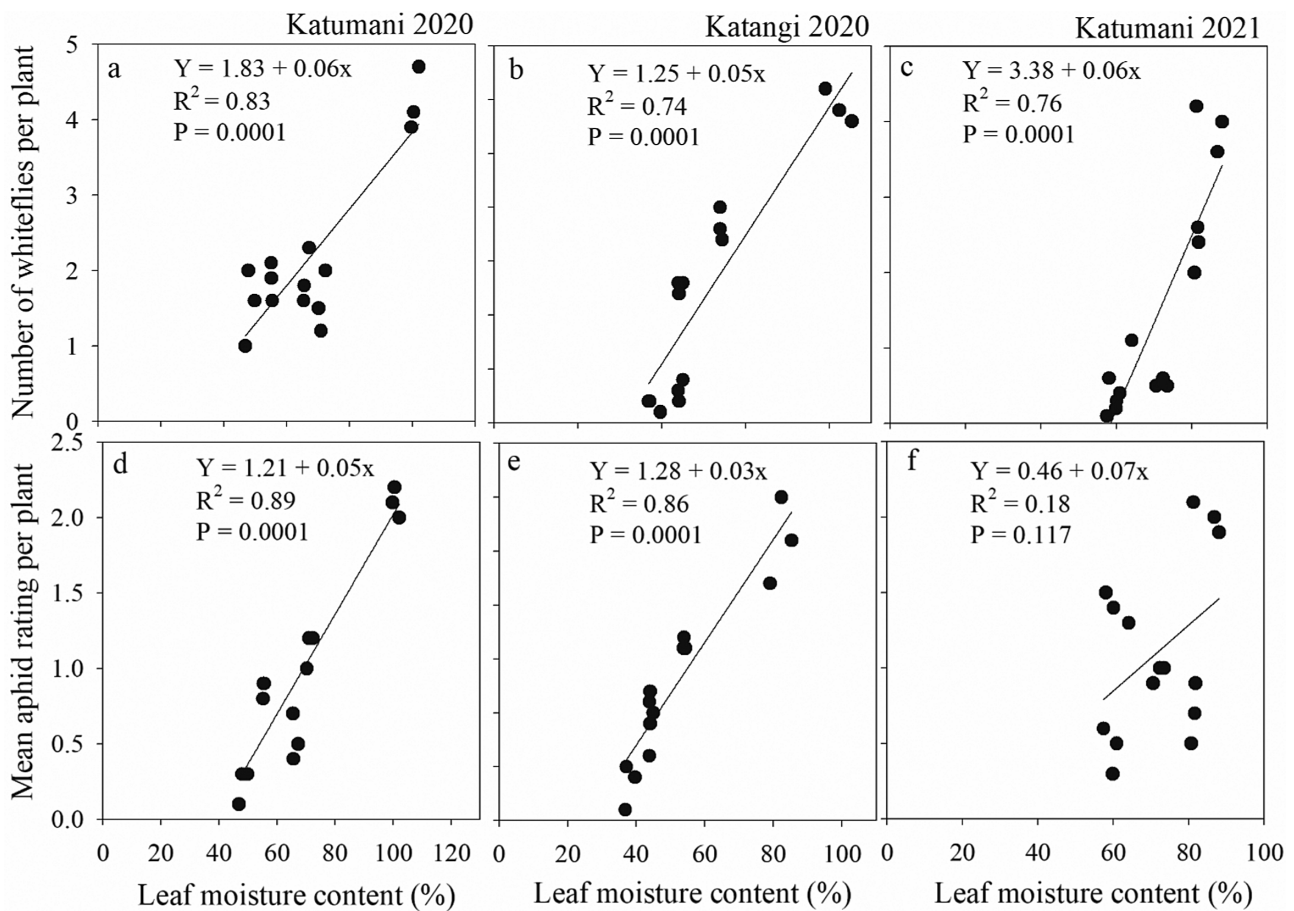 Katumani 2020
Katangi 2020
Katumani 2021
Number of whiteflies per plant
5
4
3
2
1
0
a
Y = 1.83 + 0.06x
R² = 0.83
P = 0.0001
b
Y = 1.25 + 0.05x
R² = 0.74
P = 0.0001
c
Y = 3.38 + 0.06x
R² = 0.76
P = 0.0001
Mean aphid rating per plant
2.5
2.0
1.5
1.0
0.5
0.0
d
Y = 1.21 + 0.05x
R² = 0.89
P = 0.0001
e
Y = 1.28 + 0.03x
R² = 0.86
P = 0.0001
f
Y = 0.46 + 0.07x
R² = 0.18
P = 0.117
0 20 40 60 80 100 120
0 20 40 60 80 100
0 20 40 60 80 100
Leaf moisture content (%)
Leaf moisture content (%)
Leaf moisture content (%)